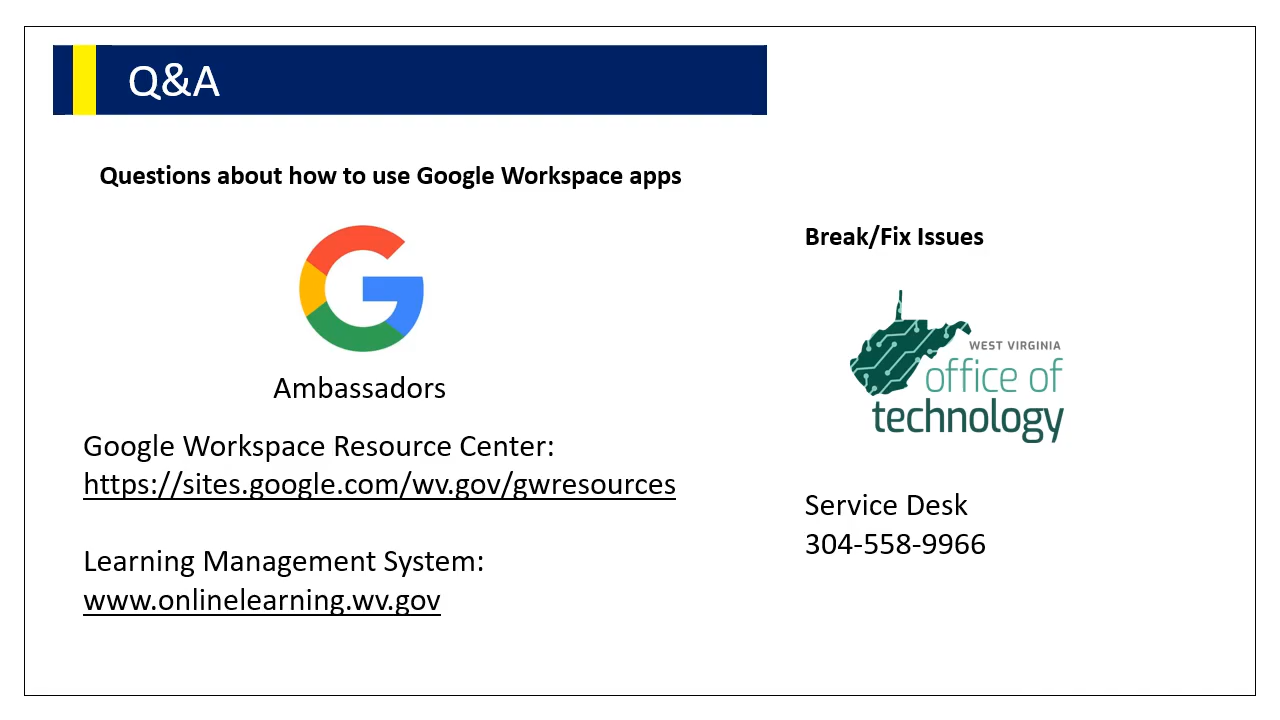 Q&A
Questions about how to use Google Workspace apps
Ambassadors
Google Workspace Resource Center:
https://sites.google.com/wv.gov/gwresources
Learning Management System:
www.onlinelearning.wv.gov
Break/Fix Issues
WEST VIRGINIA
office of
technology
Service Desk
304-558-9966